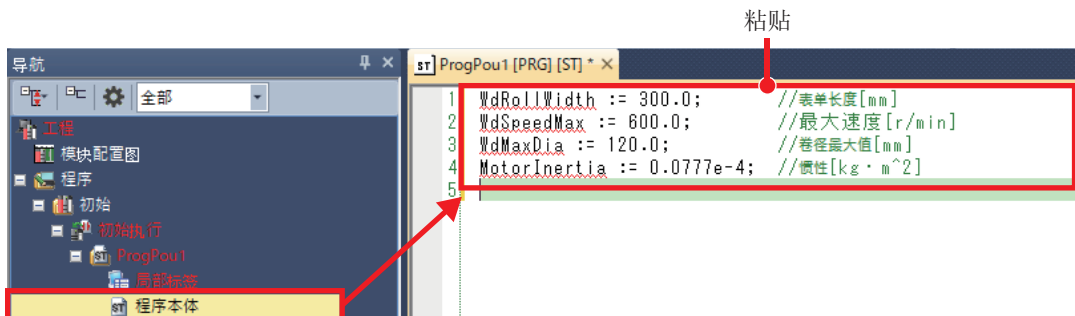 粘贴
导航
全部
工程
模块配置图
程序
初始
初始执行
ProgPou1
局部标签
程序本体
ProgPou1 [PRG] [ST] *
1 WdRollWidth := 300.0; //表单长度[mm]
2 WdSpeedMax := 600.0; //最大速度[r/min]
3 WdMaxDia := 120.0; //卷径最大值[mm]
4 MotorInertia := 0.0777e-4; //惯性[kg・m^2]
5